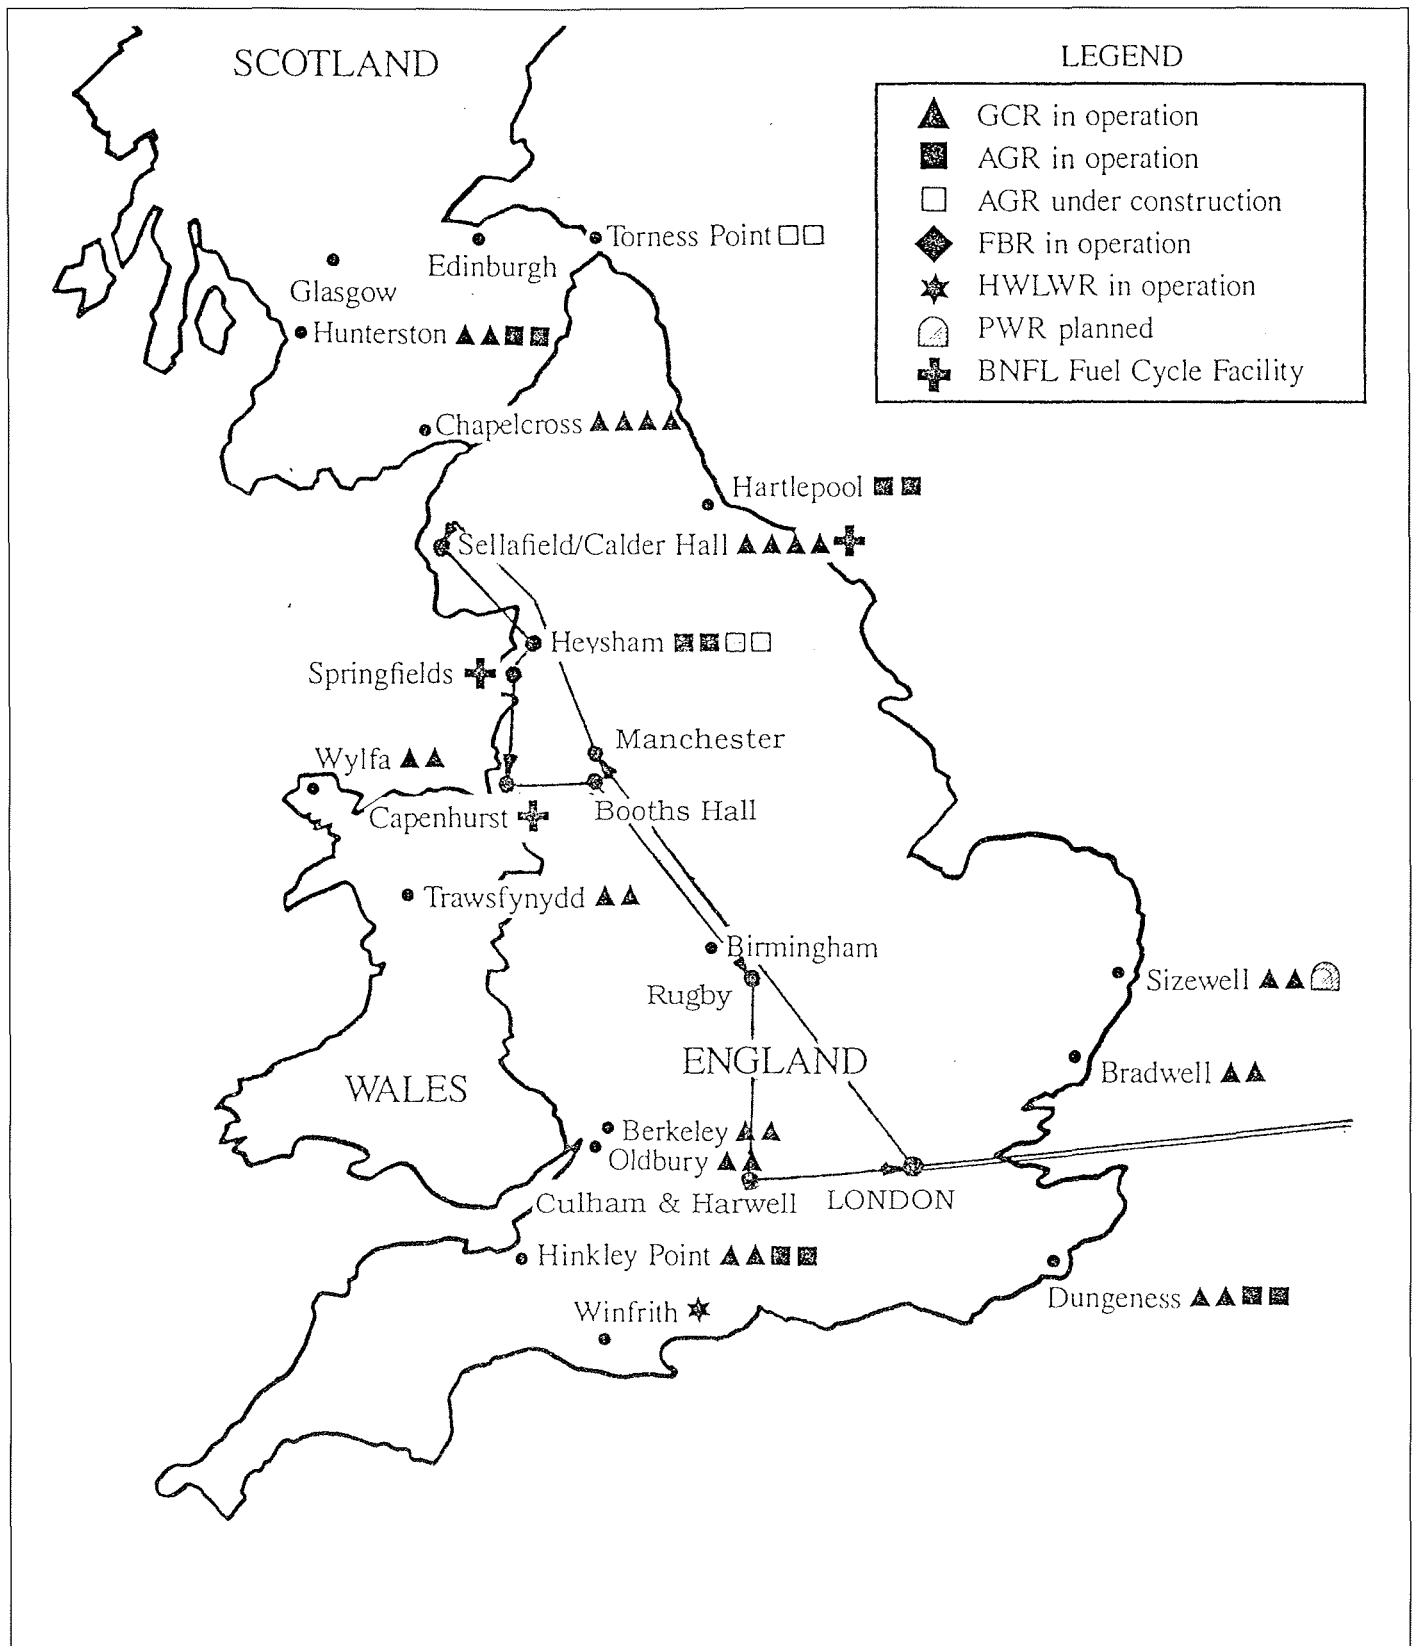 SCOTLAND
LEGEND
GCR in operation
AGR in operation
AGR under construction
FBR in operation
HWLWR in operation
PWR planned
BNFL Fuel Cycle Facility
Torness Point
Edinburgh
Glasgow
Hunterston
Chapelcross
Hartlepool
Sellafield/Calder Hall
Heysham
Springfields
Manchester
Wylfa
Capenhurst
Booths Hall
Trawsfynydd
Birmingham
Rugby
Sizewell
ENGLAND
Bradwell
WALES
Berkeley
Oldbury
Culham & Harwell
LONDON
Hinkley Point
Dungeness
Winfrith